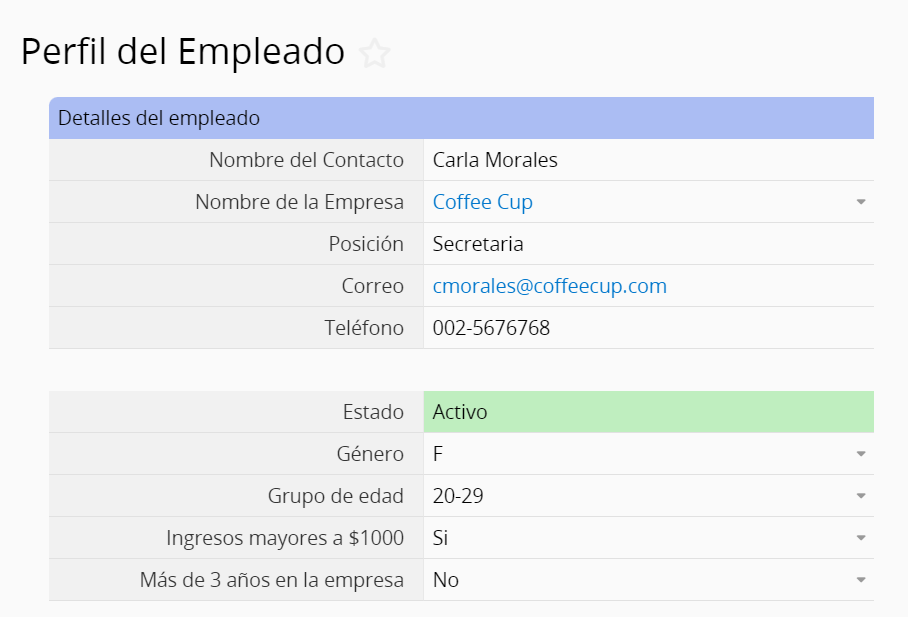 Perfil del Empleado
Detalles del empleado
Nombre del Contacto Carla Morales
Nombre de la Empresa Coffee Cup
Posición Secretaria
Correo cmorales@coffeecup.com
Teléfono 002-5676768
Estado Activo
Género F
Grupo de edad 20-29
Ingresos mayores a $1000 Si
Más de 3 años en la empresa No